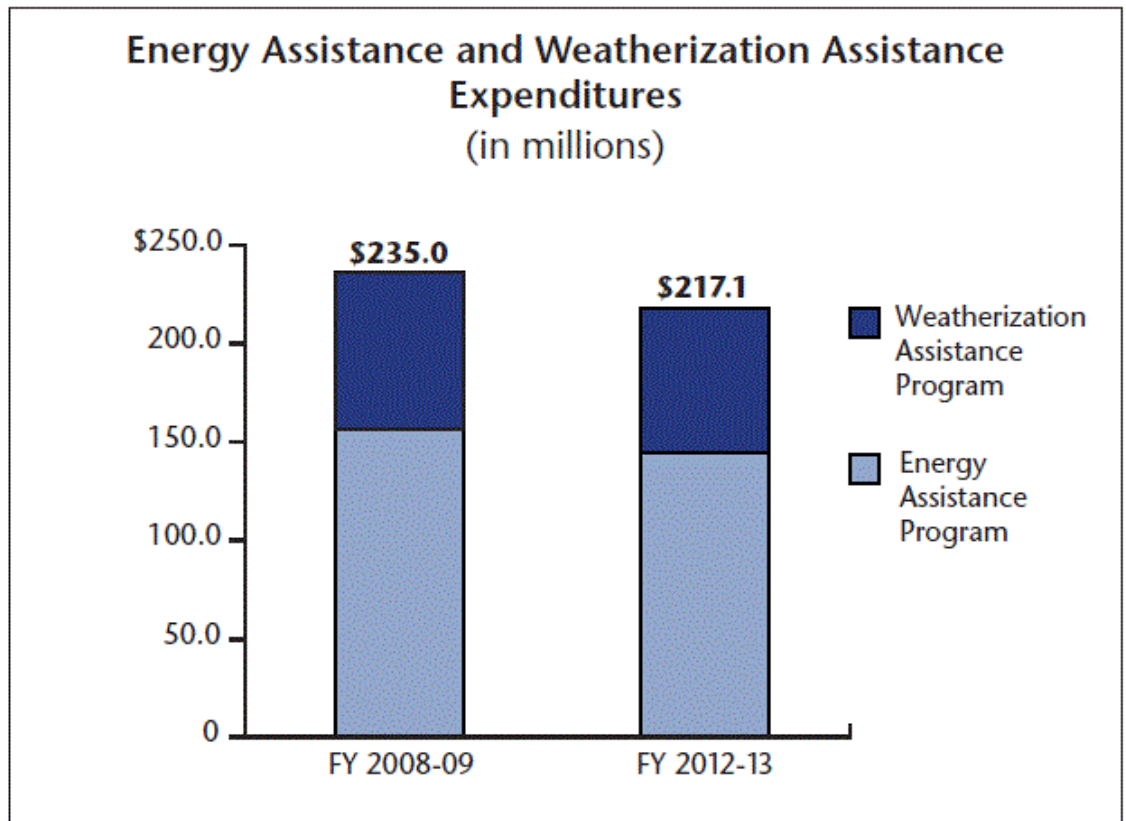 Energy Assistance and Weatherization Assistance
Expenditures
(in millions)
$250.0
200.0
150.0
100.0
50.0
0
$235.0
$217.1
FY 2008-09
FY 2012-13
Weatherization
Assistance
Program
Energy
Assistance
Program